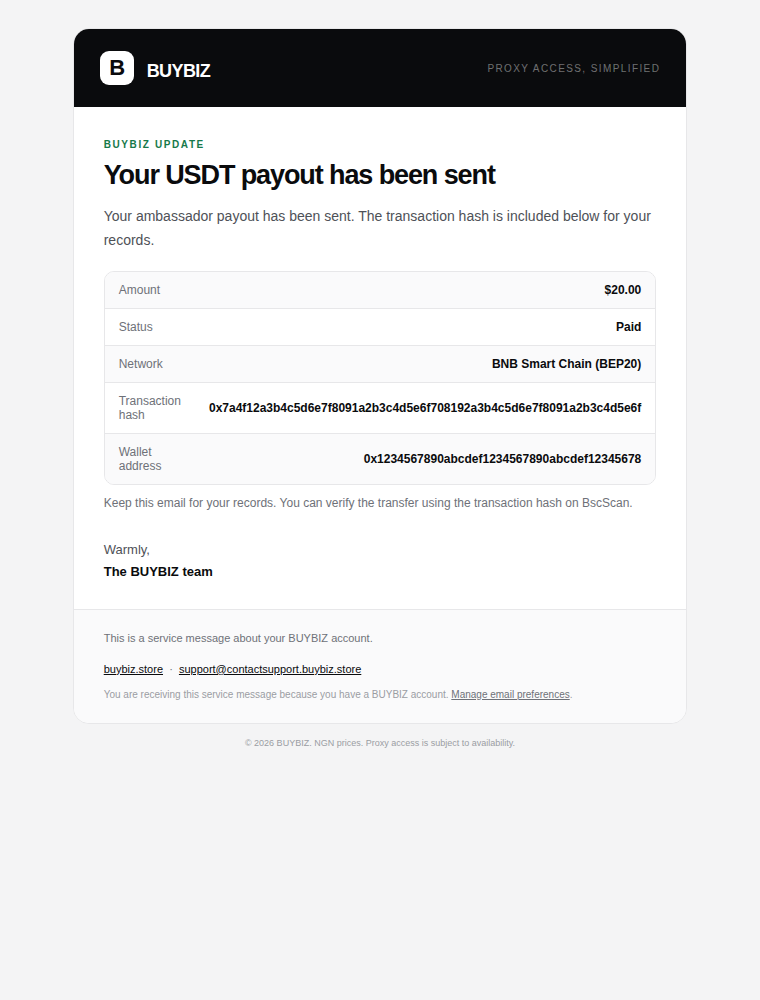 B BUYBIZ PROXY ACCESS, SIMPLIFIED
BUYBIZ UPDATE
Your USDT payout has been sent
Your ambassador payout has been sent. The transaction hash is included below for your
records.
Amount $20.00
Status Paid
Network BNB Smart Chain (BEP20)
Transaction
hash 0x7a4f12a3b4c5d6e7f8091a2b3c4d5e6f708192a3b4c5d6e7f8091a2b3c4d5e6f
Wallet
address 0x1234567890abcdef1234567890abcdef12345678
Keep this email for your records. You can verify the transfer using the transaction hash on BscScan.
Warmly,
The BUYBIZ team
This is a service message about your BUYBIZ account.
buybiz.store · support@contactsupport.buybiz.store
You are receiving this service message because you have a BUYBIZ account. Manage email preferences.
© 2026 BUYBIZ. NGN prices. Proxy access is subject to availability.